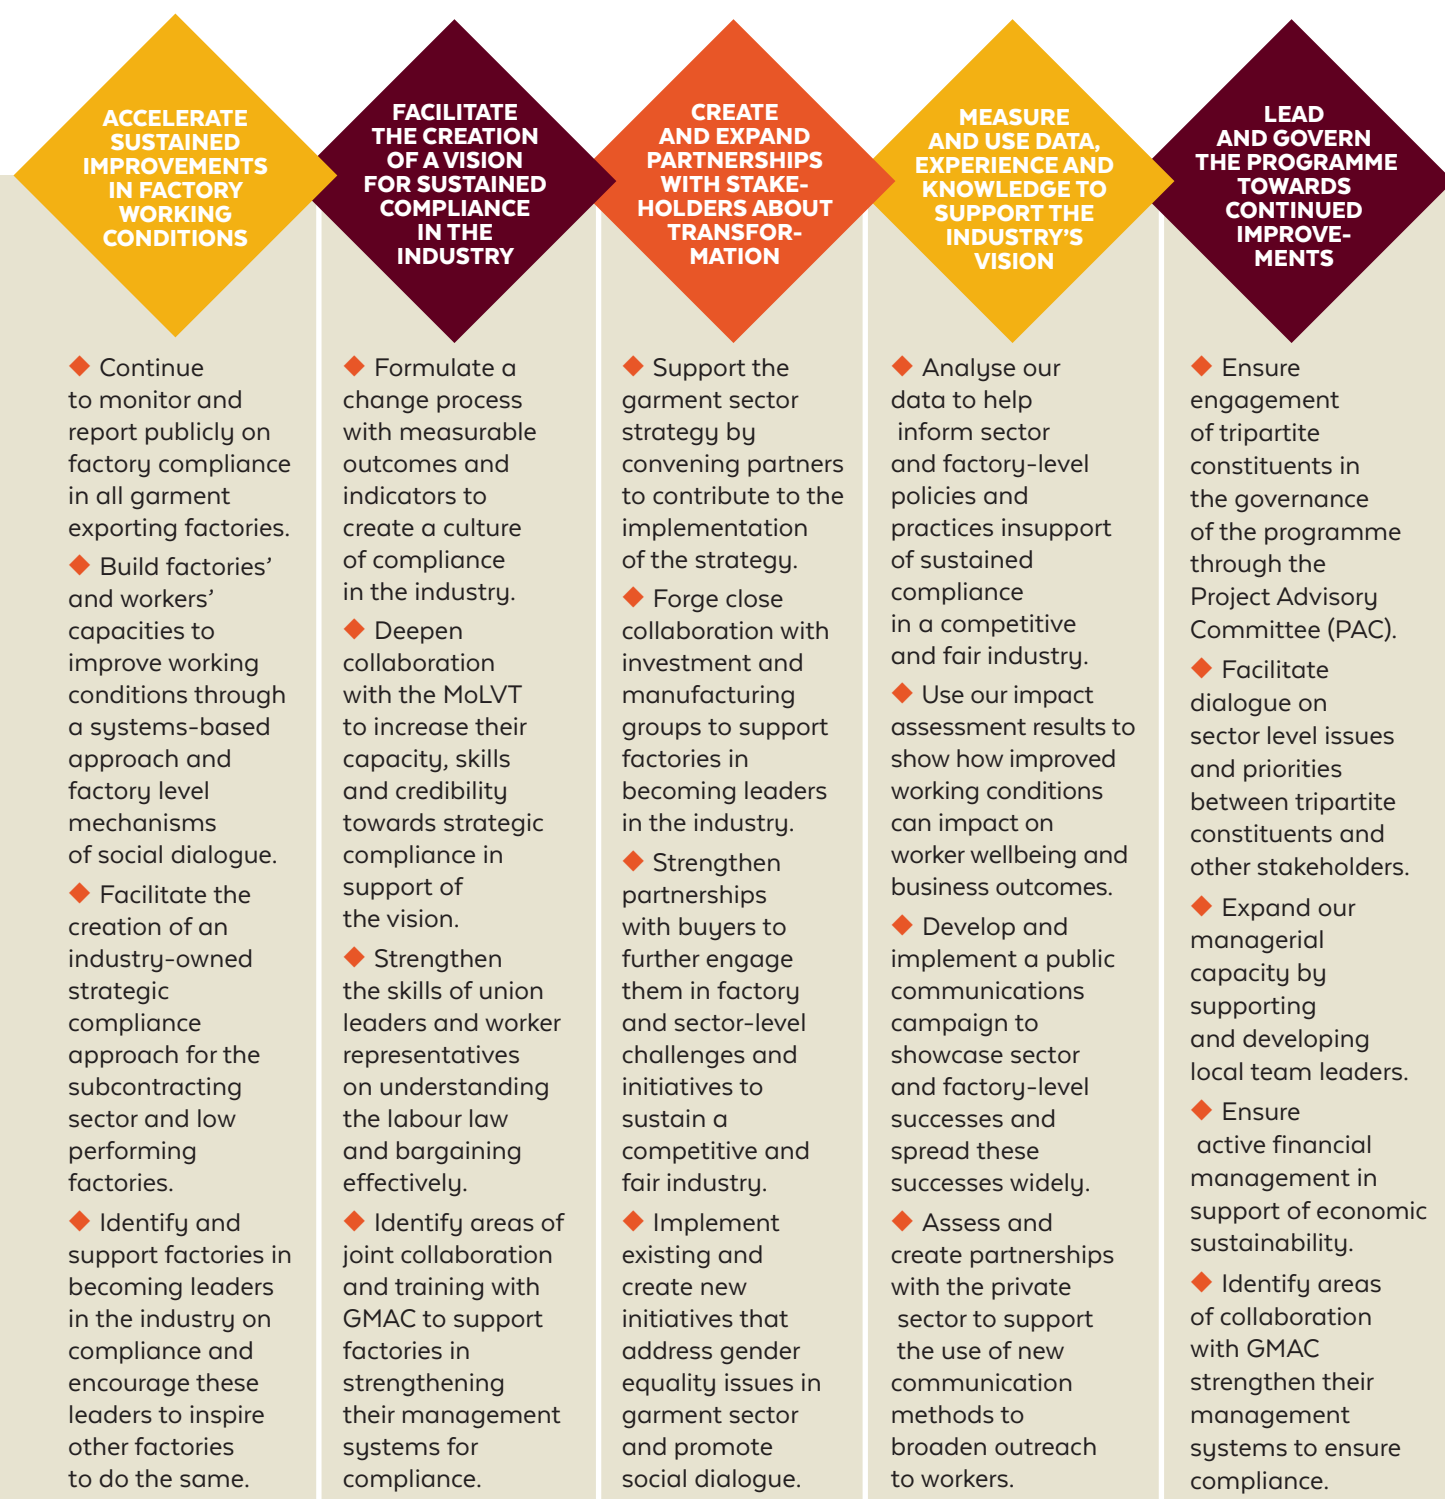 ACCELERATE
SUSTAINED
IMPROVEMENTS
IN FACTORY
WORKING
CONDITIONS
◆ Continue
to monitor and
report publicly on
factory compliance
in all garment
exporting factories.
◆ Build factories’
and workers’
capacities to
improve working
conditions through
a systems-based
approach and
factory level
mechanisms
of social dialogue.
◆ Facilitate the
creation of an
industry-owned
strategic
compliance
approach for the
subcontracting
sector and low
performing
factories.
◆ Identify and
support factories in
becoming leaders
in the industry on
compliance and
encourage these
leaders to inspire
other factories
to do the same.
FACILITATE
THE CREATION
OF A VISION
FOR SUSTAINED
COMPLIANCE
IN THE
INDUSTRY
◆ Formulate a
change process
with measurable
outcomes and
indicators to
create a culture
of compliance
in the industry.
◆ Deepen
collaboration
with the MoLVT
to increase their
capacity, skills
and credibility
towards strategic
compliance in
support of
the vision.
◆ Strengthen
the skills of union
leaders and worker
representatives
on understanding
the labour law
and bargaining
effectively.
◆ Identify areas of
joint collaboration
and training with
GMAC to support
factories in
strengthening
their management
systems for
compliance.
CREATE
AND EXPAND
PARTNERSHIPS
WITH STAKE-
HOLDERS ABOUT
TRANSFOR-
MATION
◆ Support the
garment sector
strategy by
convening partners
to contribute to the
implementation
of the strategy.
◆ Forge close
collaboration with
investment and
manufacturing
groups to support
factories in
becoming leaders
in the industry.
◆ Strengthen
partnerships
with buyers to
further engage
them in factory
and sector-level
challenges and
initiatives to
sustain a
competitive and
fair industry.
◆ Implement
existing and
create new
initiatives that
address gender
equality issues in
garment sector
and promote
social dialogue.
MEASURE
AND USE DATA,
EXPERIENCE AND
KNOWLEDGE TO
SUPPORT THE
INDUSTRY’S
VISION
◆ Analyse our
data to help
inform sector
and factory-level
policies and
practices insupport
of sustained
compliance
in a competitive
and fair industry.
◆ Use our impact
assessment results to
show how improved
working conditions
can impact on
worker wellbeing and
business outcomes.
◆ Develop and
implement a public
communications
campaign to
showcase sector
and factory-level
successes and
spread these
successes widely.
◆ Assess and
create partnerships
with the private
sector to support
the use of new
communication
methods to
broaden outreach
to workers.
LEAD
AND GOVERN
THE PROGRAMME
TOWARDS
CONTINUED
IMPROVE-
MENTS
◆ Ensure
engagement
of tripartite
constituents in
the governance
of the programme
through the
Project Advisory
Committee (PAC).
◆ Facilitate
dialogue on
sector level issues
and priorities
between tripartite
constituents and
other stakeholders.
◆ Expand our
managerial
capacity by
supporting
and developing
local team leaders.
◆ Ensure
active financial
management in
support of economic
sustainability.
◆ Identify areas
of collaboration
with GMAC
strengthen their
management
systems to ensure
compliance.